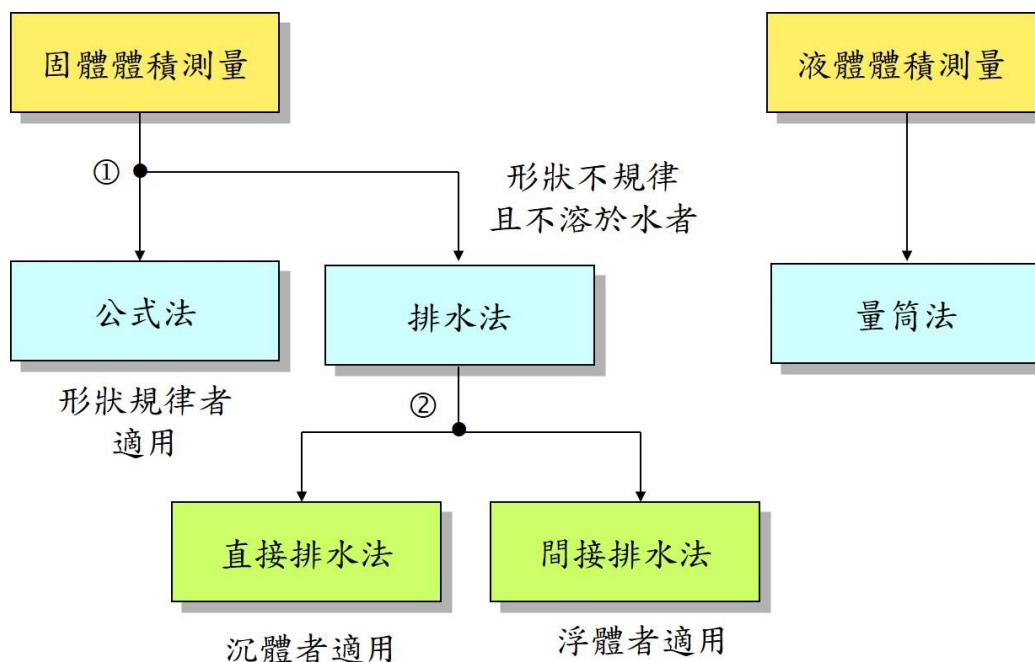 固體體積測量
液體體積測量
①
形狀不規律
且不溶於水者
公式法
排水法
量筒法
形狀規律者
適用
②
直接排水法
間接排水法
沉體者適用
浮體者適用